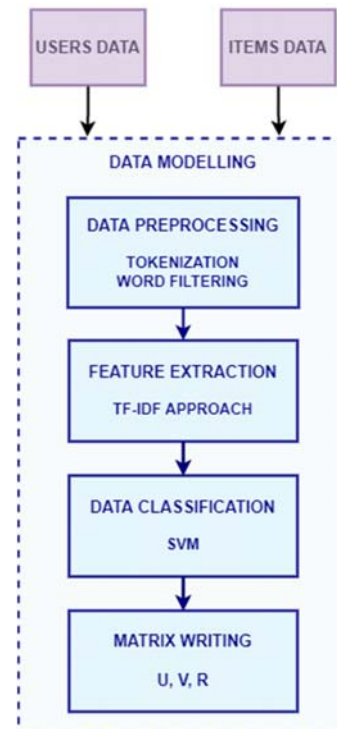 USERS DATA
ITEMS DATA
DATA MODELLING
DATA PREPROCESSING
TOKENIZATION
WORD FILTERING
FEATURE EXTRACTION
TF-IDF APPROACH
DATA CLASSIFICATION
SVM
MATRIX WRITING
U, V, R